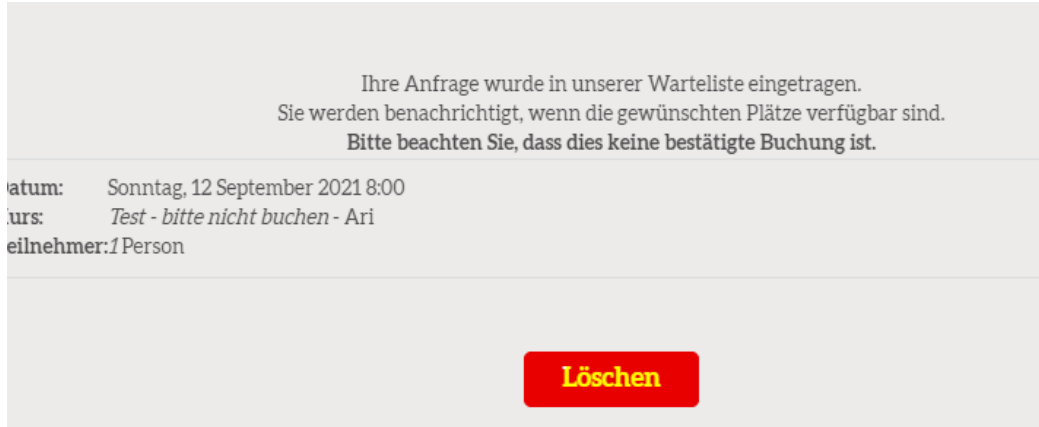 Ihre Anfrage wurde in unserer Warteliste eingetragen.
Sie werden benachrichtigt, wenn die gewünschten Plätze verfügbar sind.
Bitte beachten Sie, dass dies keine bestätigte Buchung ist.
atum: Sonntag, 12 September 2021 8:00
urs: Test - bitte nicht buchen - Ari
eilnehmer:1 Person
Löschen